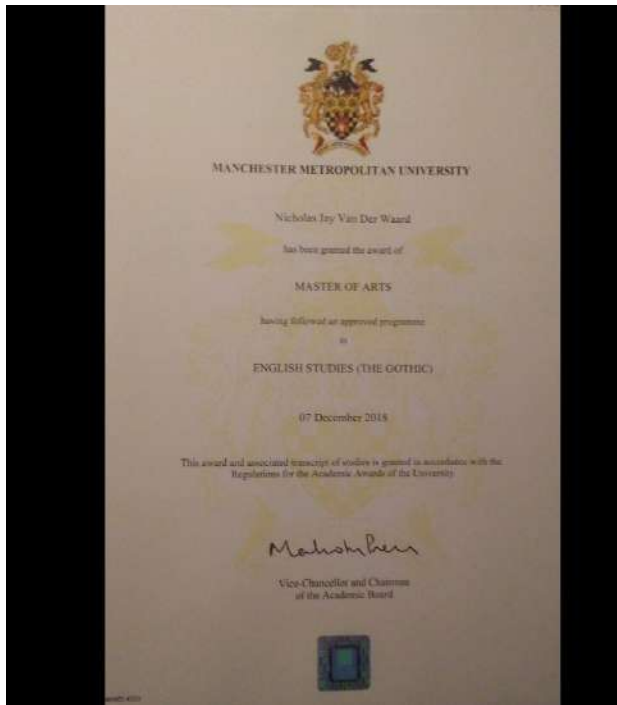 MANCHESTER METROPOLITAN UNIVERSITY
Nicholas Jay Van Der Waard
has been granted the award of
MASTER OF ARTS
having followed an approved programme
in
ENGLISH STUDIES (THE GOTHIC)
07 December 2018
This award and associated transcript of studies is granted in accordance with the
Regulations for the Academic Awards of the University.
Vice-Chancellor and Chairman
of the Academic Board